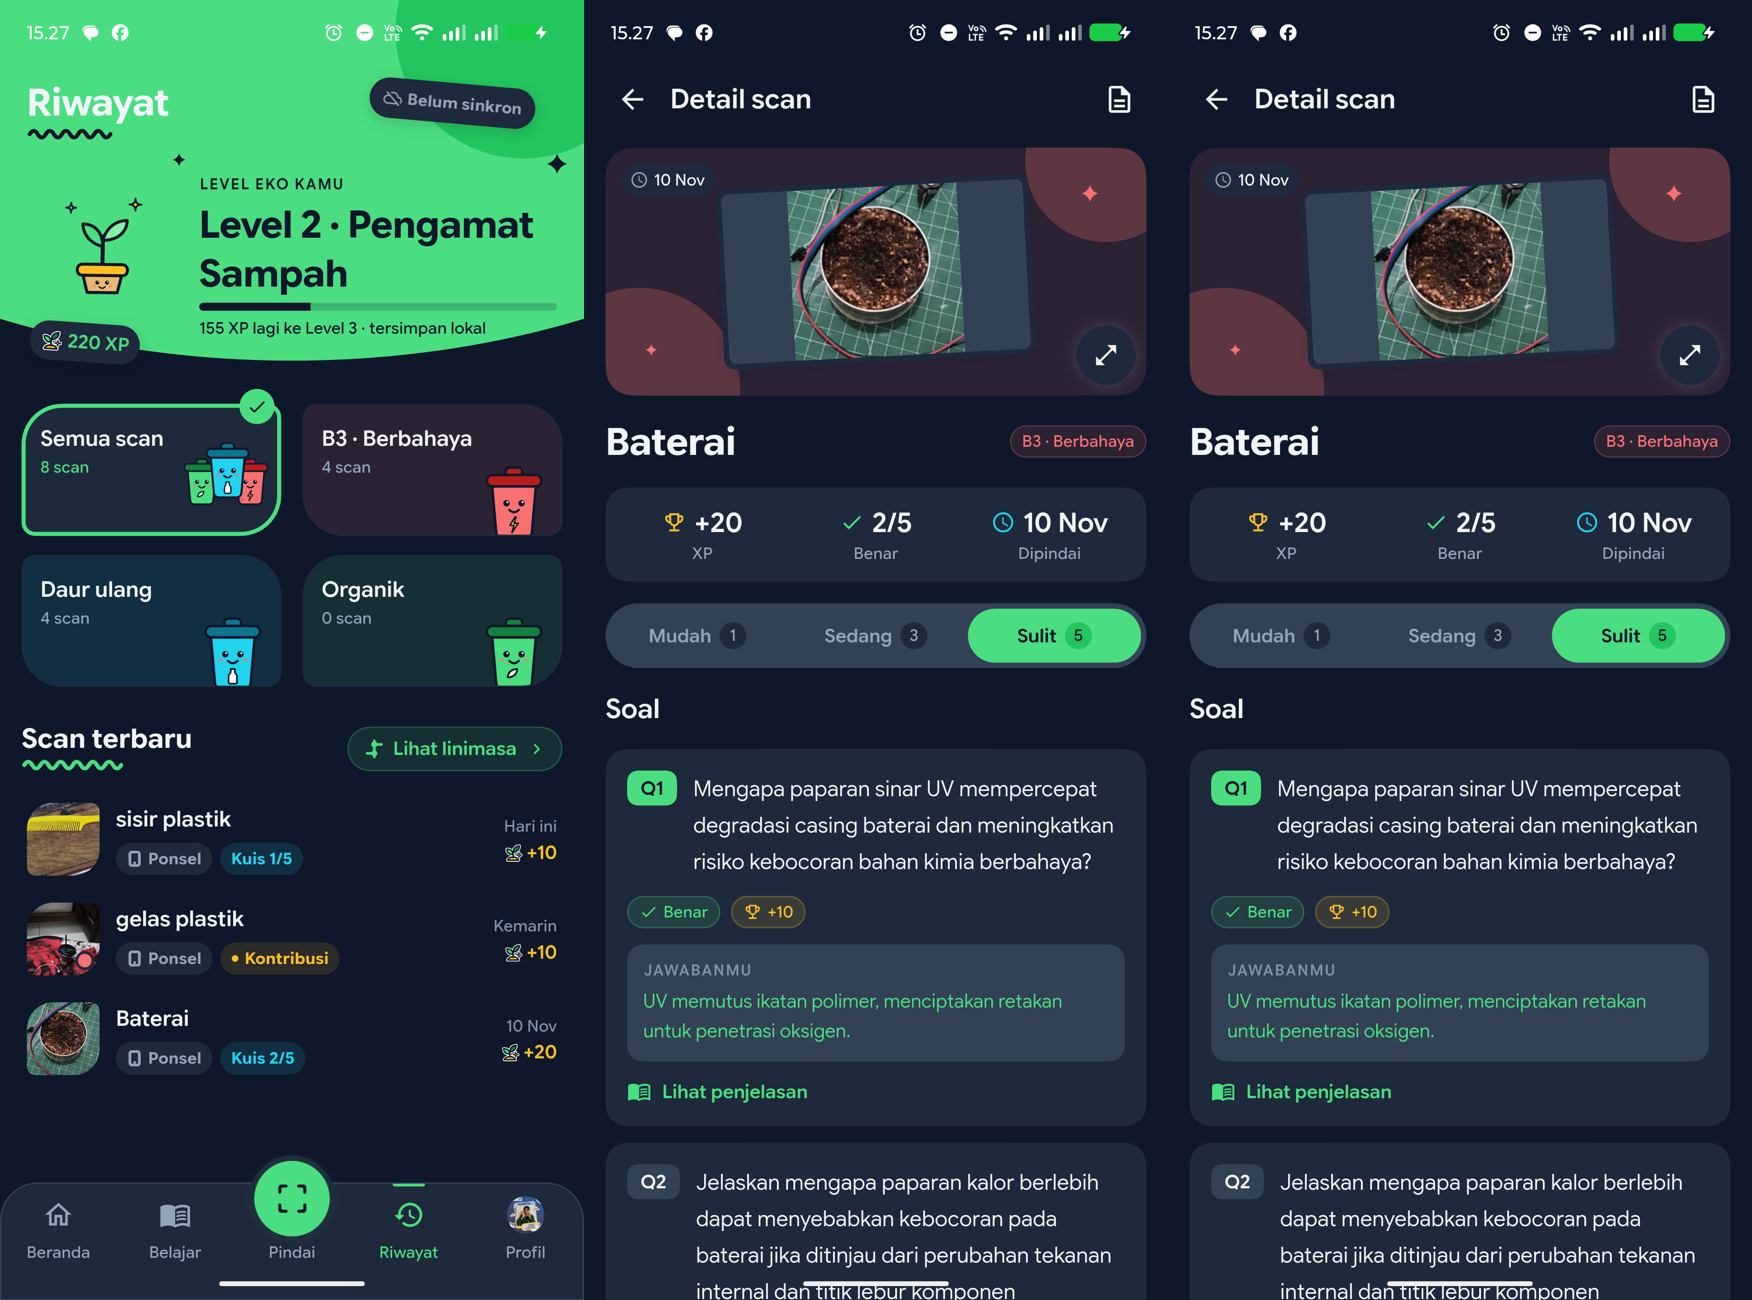 15.27
Riwayat
Belum sinkron
LEVEL EKO KAMU
Level 2 · Pengamat
Sampah
155 XP lagi ke Level 3 · tersimpan lokal
220 XP
Semua scan
8 scan
B3 · Berbahaya
4 scan
Daur ulang
4 scan
Organik
0 scan
Scan terbaru
Lihat linimasa
sisir plastik
Ponsel
Kuis 1/5
Hari ini
+10
gelas plastik
Ponsel
• Kontribusi
Kemarin
+10
Baterai
Ponsel
Kuis 2/5
10 Nov
+20
Beranda
Belajar
Pindai
Riwayat
Profil
15.27
Vo LTE
Detail scan
10 Nov
Baterai
B3 · Berbahaya
+20
XP
2/5
Benar
10 Nov
Dipindai
Mudah 1
Sedang 3
Sulit 5
Soal
Q1
Mengapa paparan sinar UV mempercepat
degradasi casing baterai dan meningkatkan
risiko kebocoran bahan kimia berbahaya?
Benar
+10
JAWABANMU
UV memutus ikatan polimer, menciptakan retakan
untuk penetrasi oksigen.
Lihat penjelasan
Q2
Jelaskan mengapa paparan kalor berlebih
dapat menyebabkan kebocoran pada
baterai jika ditinjau dari perubahan tekanan
internal dan titik lebur komponen
15.27
Vo LTE
Detail scan
10 Nov
Baterai
B3 · Berbahaya
+20
XP
2/5
Benar
10 Nov
Dipindai
Mudah 1
Sedang 3
Sulit 5
Soal
Q1
Mengapa paparan sinar UV mempercepat
degradasi casing baterai dan meningkatkan
risiko kebocoran bahan kimia berbahaya?
Benar
+10
JAWABANMU
UV memutus ikatan polimer, menciptakan retakan
untuk penetrasi oksigen.
Lihat penjelasan
Q2
Jelaskan mengapa paparan kalor berlebih
dapat menyebabkan kebocoran pada
baterai jika ditinjau dari perubahan tekanan
internal dan titik lebur komponen